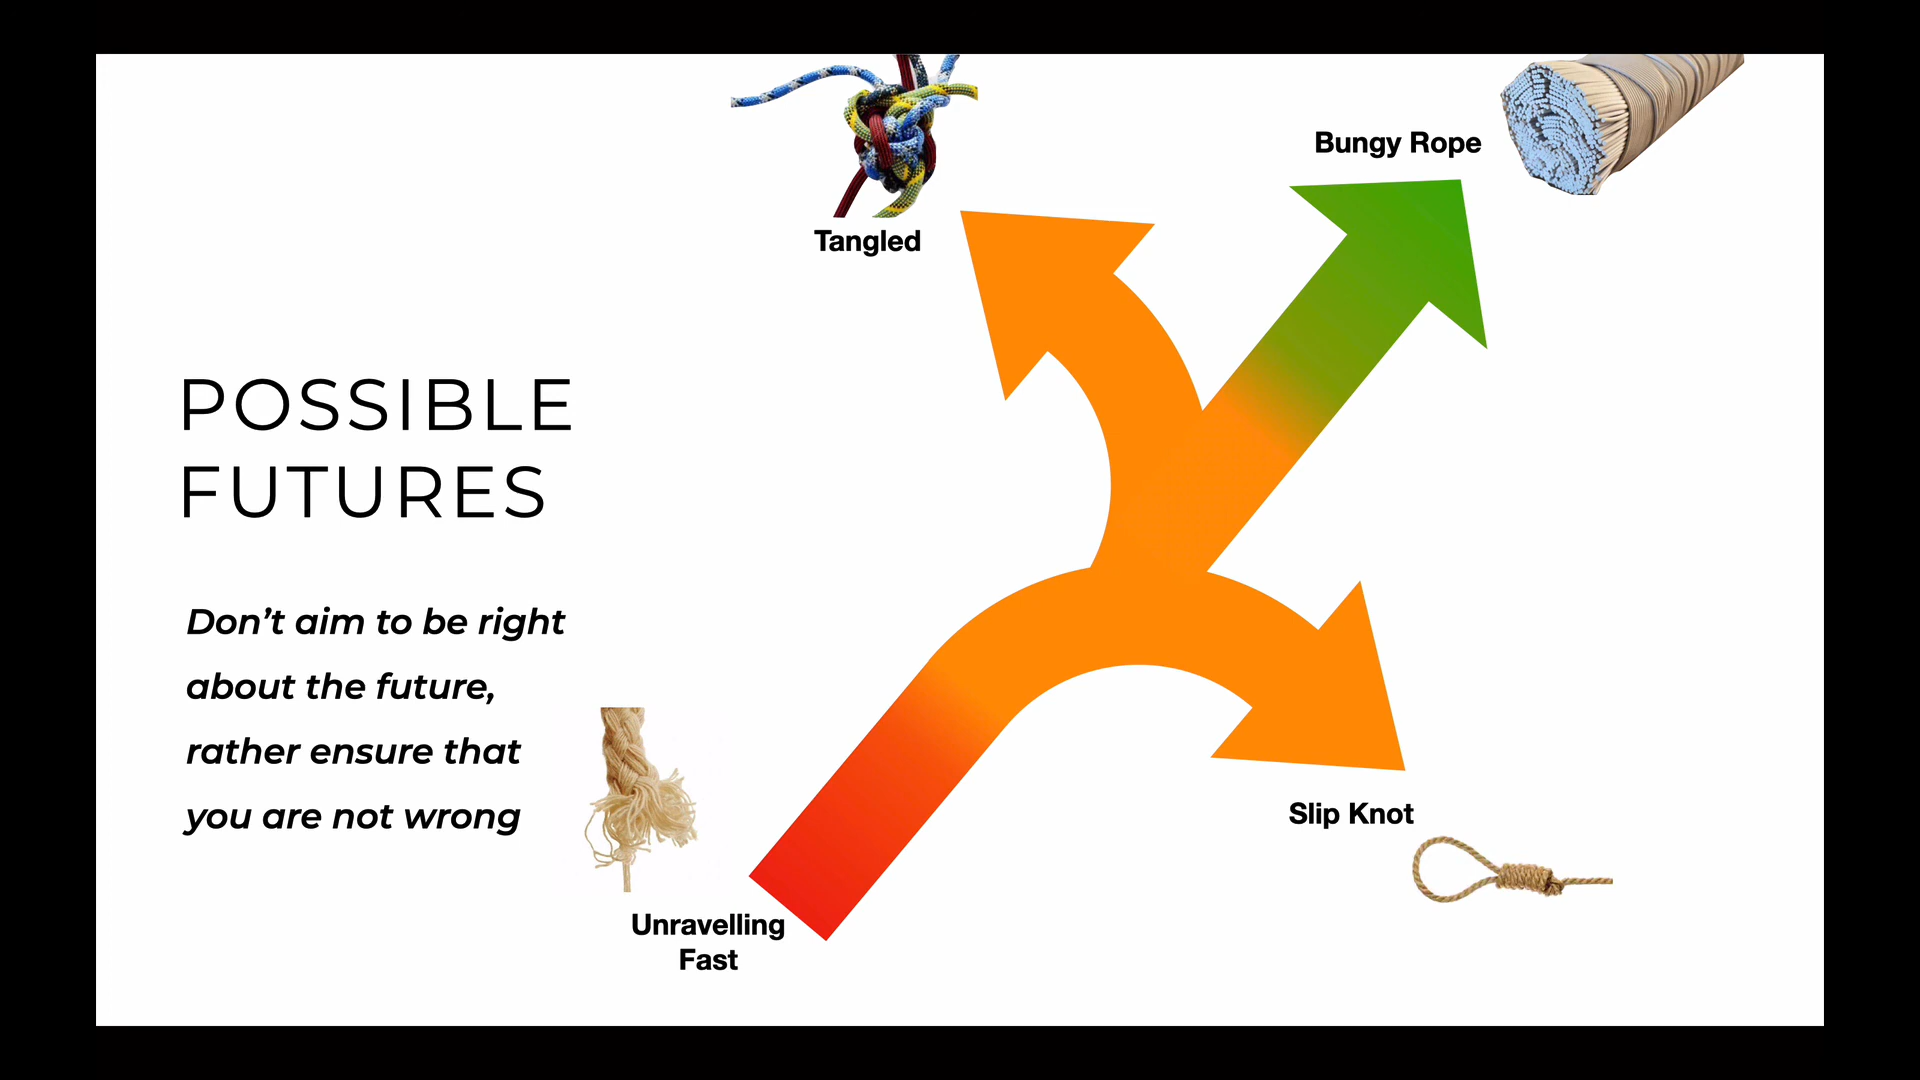 POSSIBLE
FUTURES
Don’t aim to be right
about the future,
rather ensure that
you are not wrong
Tangled
Bungy Rope
Slip Knot
Unravelling
Fast